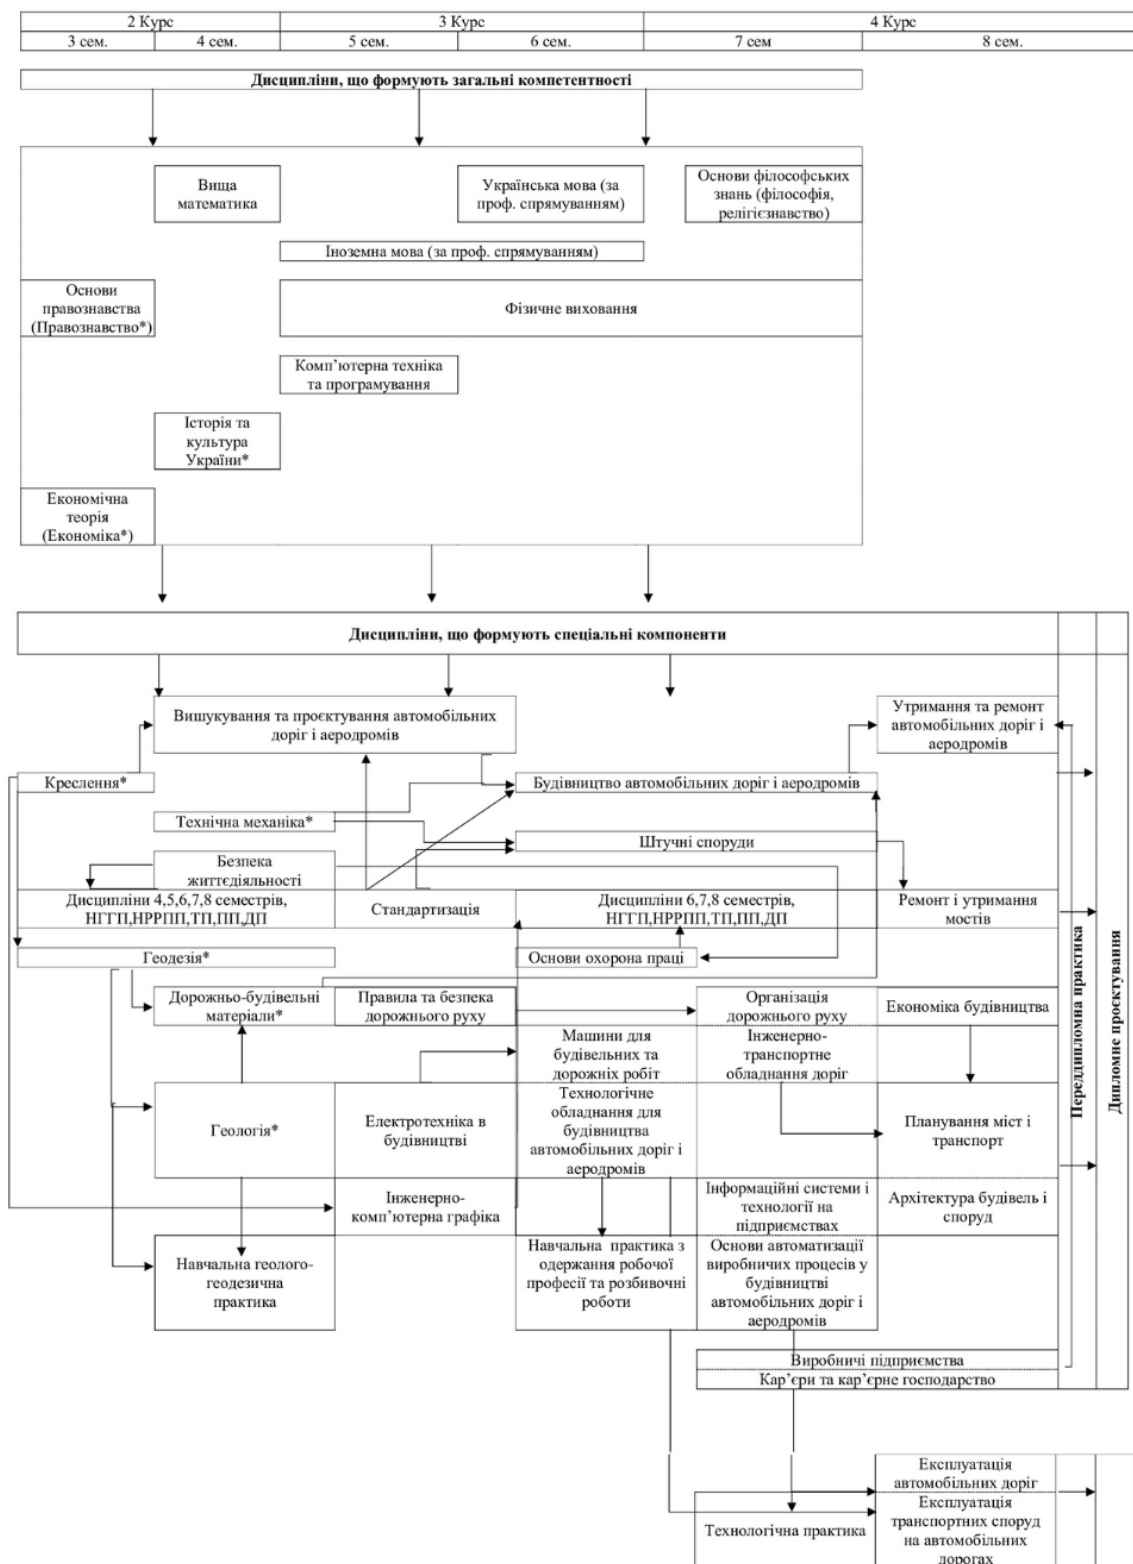 2 Курс
3 Курс
4 Курс
3 сем.
4 сем.
5 сем.
6 сем.
7 сем
8 сем.
Дисципліни, що формують загальні компетентності
Вища
математика
Українська мова (за
проф. спрямуванням)
Основи філософських
знань (філософія,
релігієзнавство)
Іноземна мова (за проф. спрямуванням)
Основи
правознавства
(Правознавство*)
Фізичне виховання
Комп’ютерна техніка
та програмування
Історія та
культура
України*
Економічна
теорія
(Економіка*)
Дисципліни, що формують спеціальні компоненти
Вишукування та проєктування автомобільних
доріг і аеродромів
Утримання та ремонт
автомобільних доріг і
аеродромів
Креслення*
Будівництво автомобільних доріг і аеродромів
Технічна механіка*
Штучні споруди
Безпека
життєдіяльності
Дисципліни 4,5,6,7,8 семестрів,
НГГП,НРРПП,ТП,ПП,ДП
Стандартизація
Дисципліни 6,7,8 семестрів,
НГГП,НРРПП,ТП,ПП,ДП
Ремонт і утримання
мостів
Геодезія*
Основи охорона праці
Дорожньо-будівельні
матеріали*
Правила та безпека
дорожнього руху
Організація
дорожнього руху
Економіка будівництва
Машини для
будівельних та
дорожніх робіт
Інженерно-
транспортне
обладнання доріг
Геологія*
Електротехніка в
будівництві
Технологічне
обладнання для
будівництва
автомобільних доріг і
аеродромів
Планування міст і
транспорт
Інженерно-
комп’ютерна графіка
Інформаційні системи і
технології на
підприємствах
Архітектура будівель і
споруд
Навчальна геолого-
геодезична
практика
Навчальна практика з
одержання робочої
професії та розбивочні
роботи
Основи автоматизації
виробничих процесів у
будівництві
автомобільних доріг і
аеродромів
Виробничі підприємства
Кар’єри та кар’єрне господарство
Переддипломна практика
Дипломне проєктування
Технологічна практика
Експлуатація
автомобільних доріг
Експлуатація
транспортних споруд
на автомобільних
дорогах